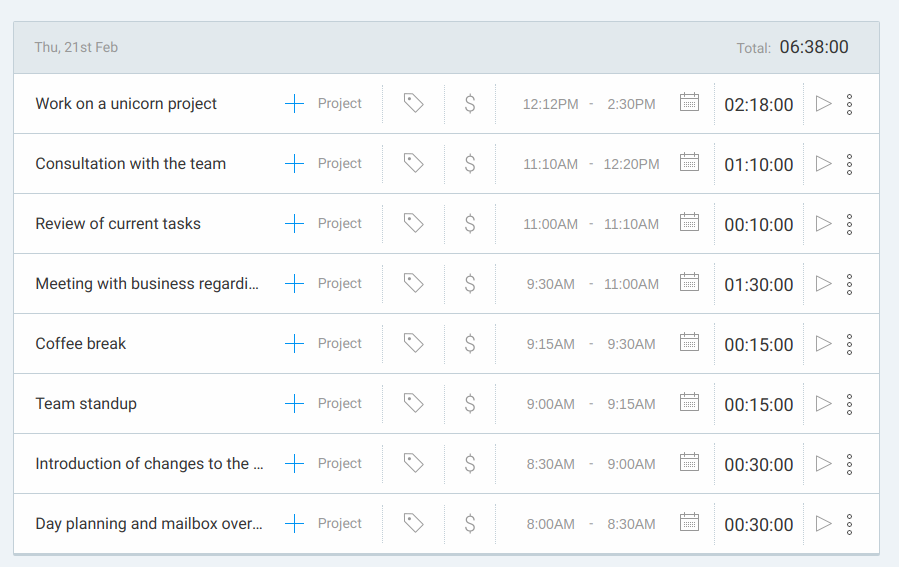 Thu, 21st Feb Total: 06:38:00
Work on a unicorn project Project $ 12:12PM - 2:30PM 02:18:00
Consultation with the team Project $ 11:10AM - 12:20PM 01:10:00
Review of current tasks Project $ 11:00AM - 11:10AM 00:10:00
Meeting with business regardi... Project $ 9:30AM - 11:00AM 01:30:00
Coffee break Project $ 9:15AM - 9:30AM 00:15:00
Team standup Project $ 9:00AM - 9:15AM 00:15:00
Introduction of changes to the ... Project $ 8:30AM - 9:00AM 00:30:00
Day planning and mailbox over... Project $ 8:00AM - 8:30AM 00:30:00